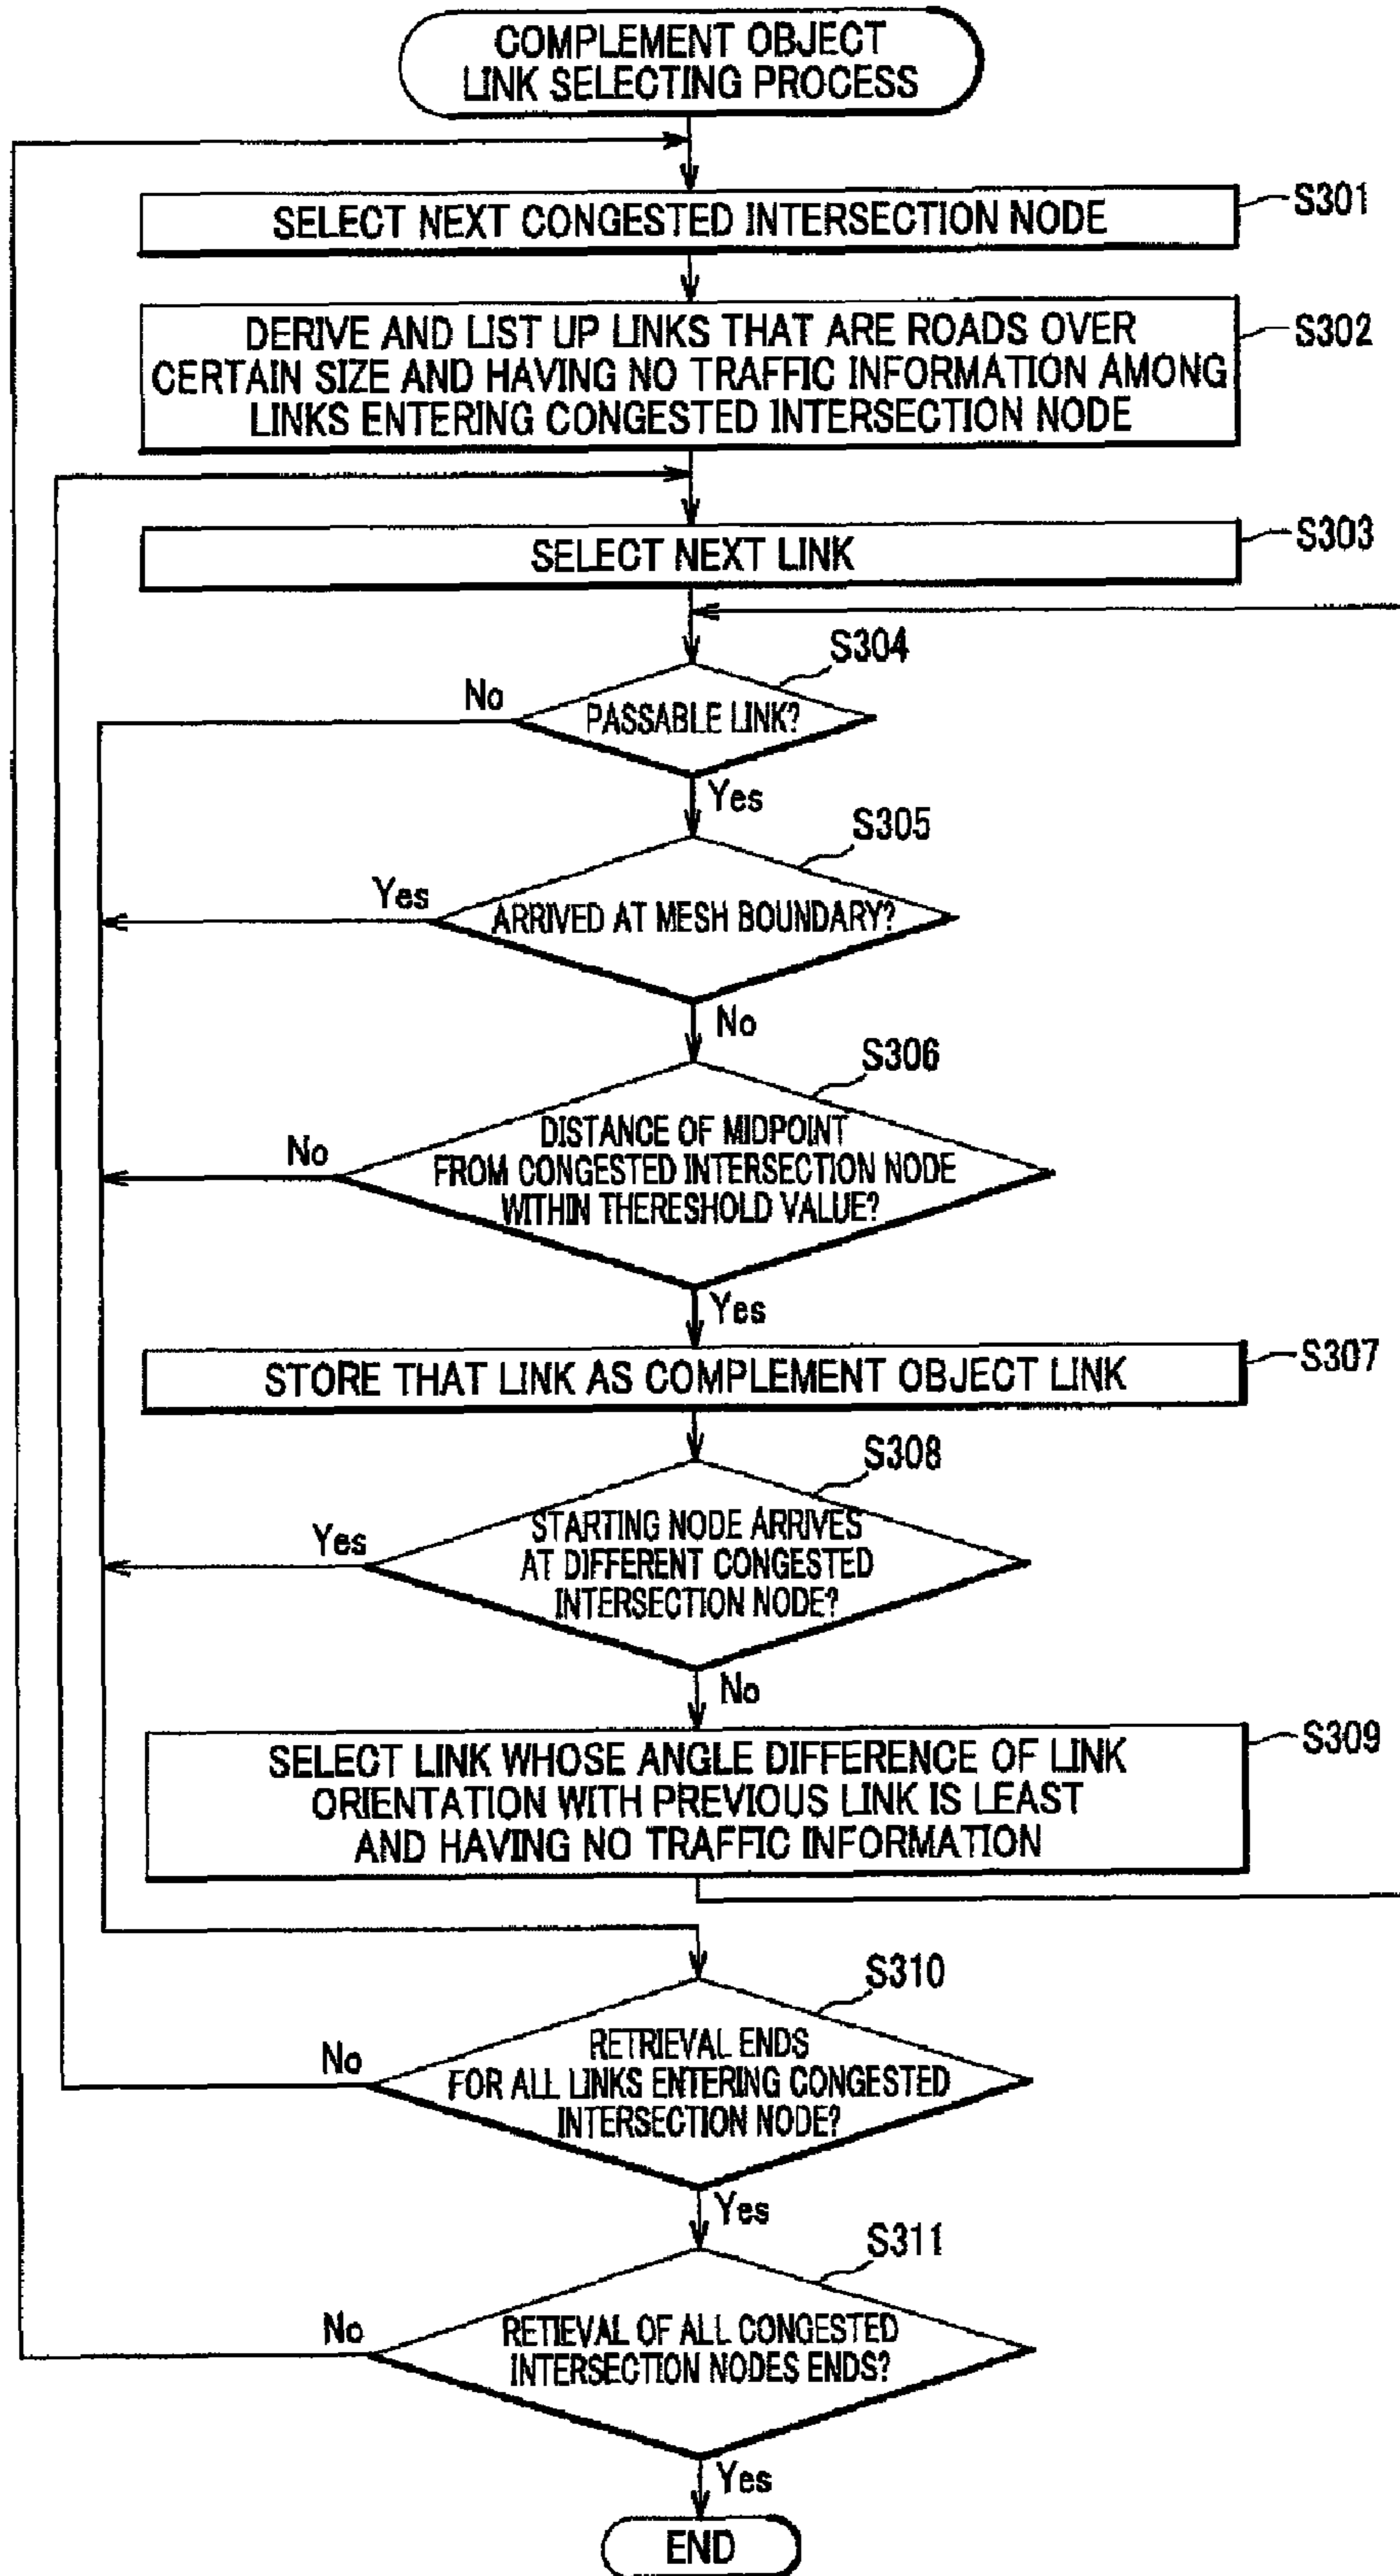 COMPLEMENT OBJECT
LINK SELECTING PROCESS
SELECT NEXT CONGESTED INTERSECTION NODE
S301
DERIVE AND LIST UP LINKS THAT ARE ROADS OVER
CERTAIN SIZE AND HAVING NO TRAFFIC INFORMATION AMONG
LINKS ENTERING CONGESTED INTERSECTION NODE
S302
SELECT NEXT LINK
S303
S304
No
PASSABLE LINK?
Yes
S305
Yes
ARRIVED AT MESH BOUNDARY?
No
S306
No
DISTANCE OF MIDPOINT
FROM CONGESTED INTERSECTION NODE
WITHIN THERESHOLD VALUE?
Yes
STORE THAT LINK AS COMPLEMENT OBJECT LINK
S307
S308
Yes
STARTING NODE ARRIVES
AT DIFFERENT CONGESTED
INTERSECTION NODE?
No
SELECT LINK WHOSE ANGLE DIFFERENCE OF LINK
ORIENTATION WITH PREVIOUS LINK IS LEAST
AND HAVING NO TRAFFIC INFORMATION
S309
S310
No
RETRIEVAL ENDS
FOR ALL LINKS ENTERING CONGESTED
INTERSECTION NODE?
Yes
S311
No
RETIEVAL OF ALL CONGESTED
INTERSECTION NODES ENDS?
Yes
END